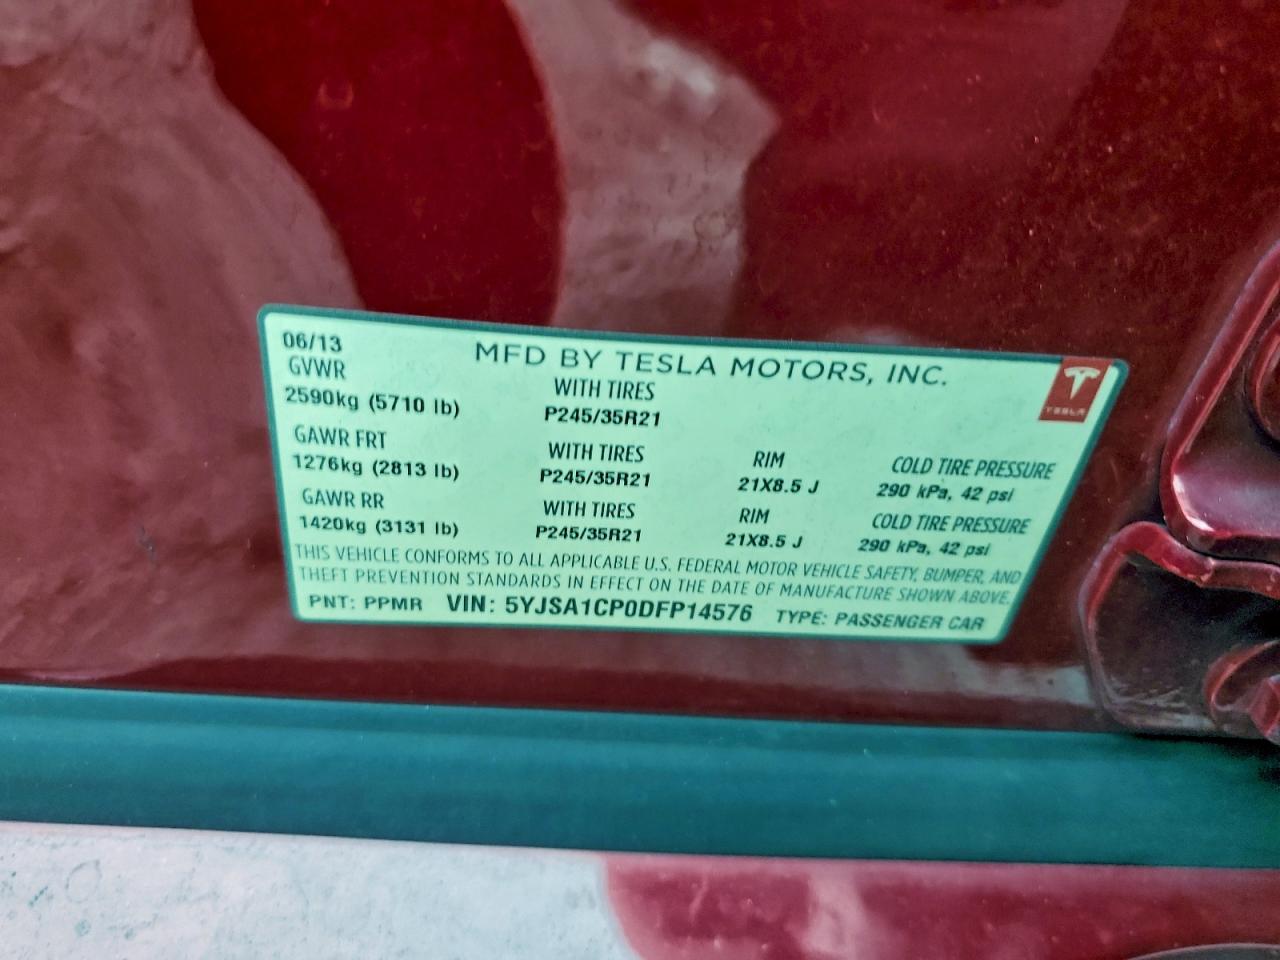 06/13
MFD BY TESLA MOTORS, INC.
TESLA
GVWR WITH TIRES
2590kg (5710 lb) P245/35R21
GAWR FRT WITH TIRES RIM COLD TIRE PRESSURE
1276kg (2813 lb) P245/35R21 21X8.5 J 290 kPa, 42 psi
GAWR RR WITH TIRES RIM COLD TIRE PRESSURE
1420kg (3131 lb) P245/35R21 21X8.5 J 290 kPa, 42 psi
THIS VEHICLE CONFORMS TO ALL APPLICABLE U.S. FEDERAL MOTOR VEHICLE SAFETY, BUMPER, AND
THEFT PREVENTION STANDARDS IN EFFECT ON THE DATE OF MANUFACTURE SHOWN ABOVE.
PNT: PPMR VIN: 5YJSA1CP0DFP14576 TYPE: PASSENGER CAR